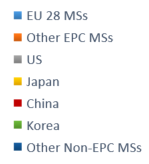 EU 28 MSs
Other EPC MSs
US
Japan
China
Korea
Other Non-EPC MSs